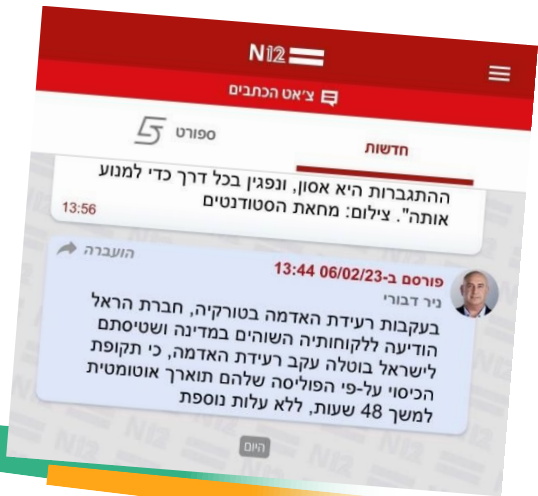 N12
צ'אט הכתבים
חדשות
ספורט 5
ההתגברות היא אסון, ונפגין בכל דרך כדי למנוע
אותה". צילום: מחאת הסטודנטים
13:56
הועברה
פורסם ב-06/02/23 13:44
ניר דבורי
בעקבות רעידת האדמה בטורקיה, חברת הראל
הודיעה ללקוחותיה השוהים במדינה ושטיסתם
לישראל בוטלה עקב רעידת האדמה, כי תקופת
הכיסוי על-פי הפוליסה שלהם תוארך אוטומטית
למשך 48 שעות, ללא עלות נוספת
היום